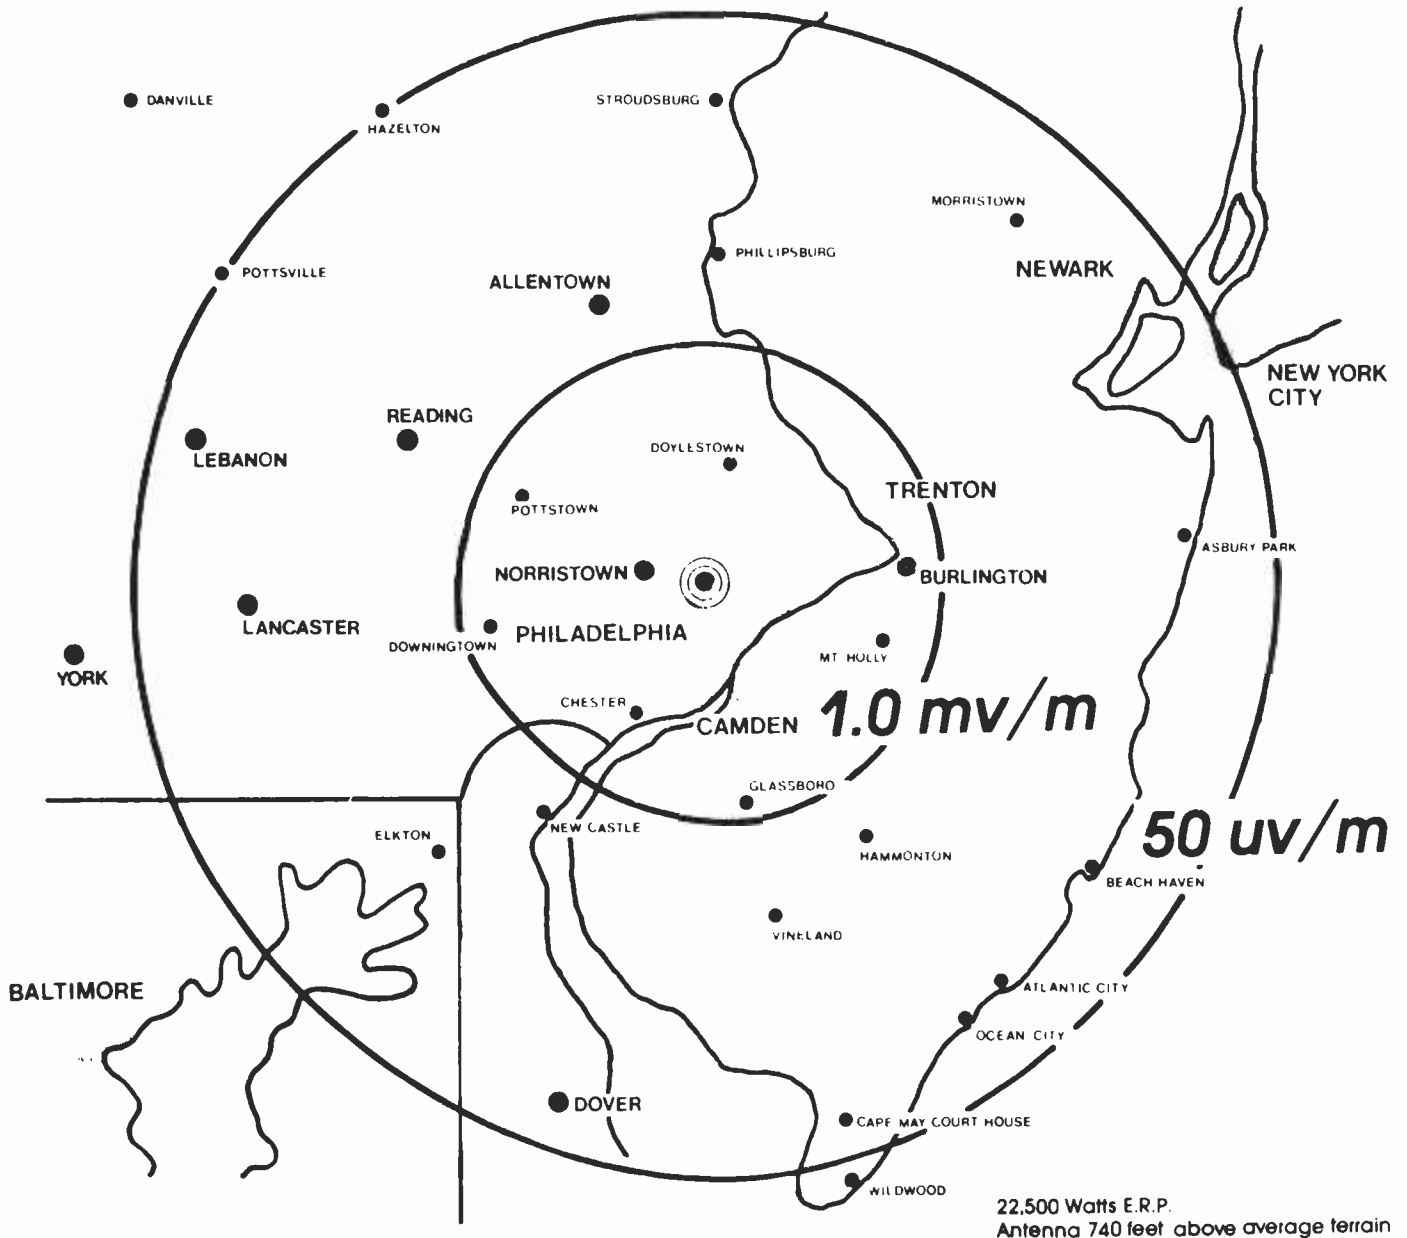 DANVILLE
HAZELTON
STROUDSBURG
MORRISTOWN
POTTSVILLE
PHILLIPSBURG
NEWARK
ALLENTOWN
NEW YORK
CITY
READING
LEBANON
DOYLESTOWN
TRENTON
POTTSTOWN
ASBURY PARK
NORRISTOWN
BURLINGTON
LANCASTER
PHILADELPHIA
DOWNINGTOWN
MT HOLLY
YORK
CHESTER
CAMDEN
1.0 mv/m
GLASSBORO
NEW CASTLE
50 uv/m
ELKTON
HAMMONTON
BEACH HAVEN
VINELAND
BALTIMORE
ATLANTIC CITY
OCEAN CITY
DOVER
CAPE MAY COURT HOUSE
WILDWOOD
22,500 Watts E.R.P.
Antenna 740 feet above average terrain